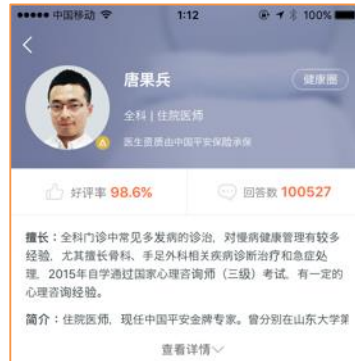 中国移动 1:12 100%
唐果兵 健康圈
全科 | 住院医师
医生资质由中国平安保险承保
好评率 98.6% 回答数 100527
擅长：全科门诊中常见多发病的诊治，对慢病健康管理有较多
经验，尤其擅长骨科、手足外科相关疾病诊断治疗和急症处
理，2015年自学通过国家心理咨询师（三级）考试，有一定的
心理咨询经验。
简介：住院医师，现任中国平安金牌专家。曾分别在山东大学第
查看详情